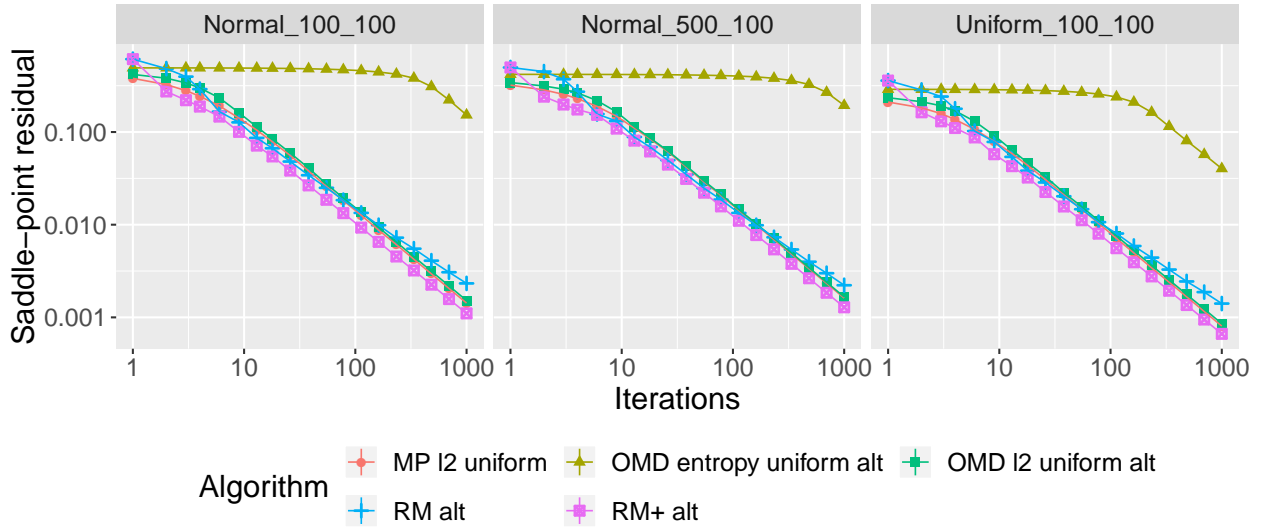 Normal_100_100
Normal_500_100
Uniform_100_100
Saddle−point residual
0.100
0.010
0.001
1 10 100 1000
1 10 100 1000
1 10 100 1000
Iterations
Algorithm
MP l2 uniform
OMD entropy uniform alt
OMD l2 uniform alt
RM alt
RM+ alt